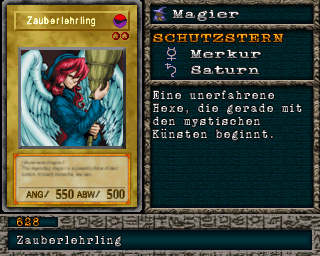 Zauberlehrling
ANG/ 550 ABW/ 500
Magier
SCHUTZSTERN
Merkur
Saturn
Eine unerfahrene
Hexe, die gerade mit
den mystischen
Künsten beginnt.
628
Zauberlehrling